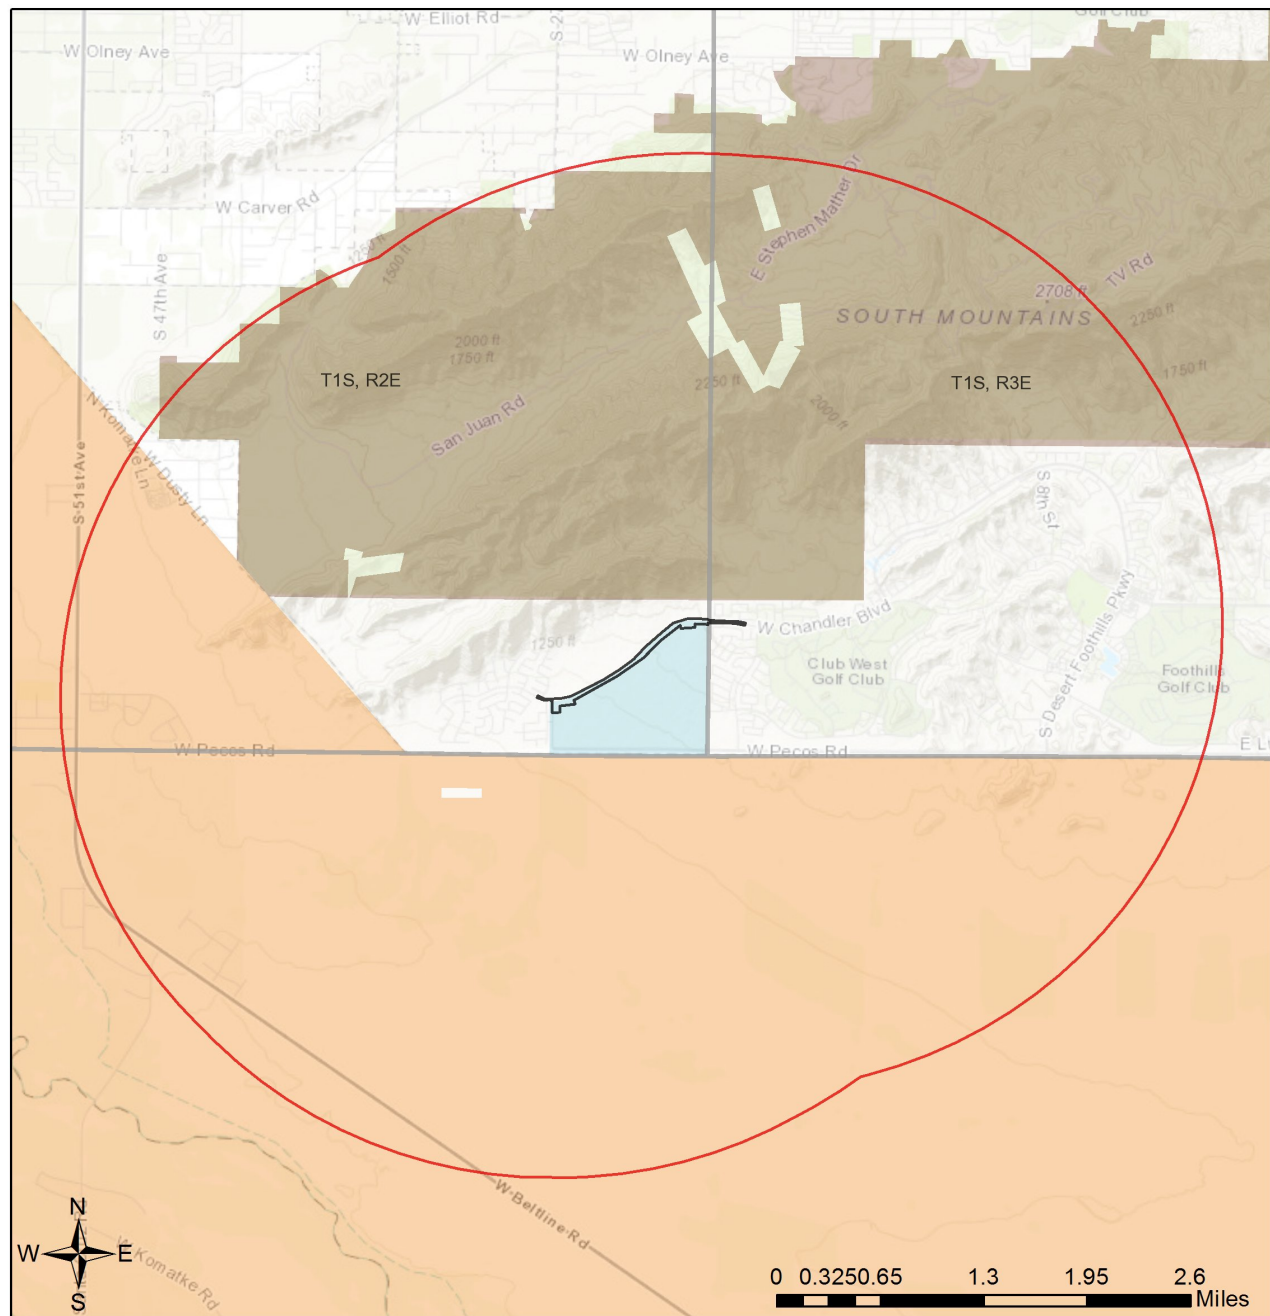 W Elliot Rd
S 2
Golf Club
W Olney Ave
W Olney Ave
W Carver Rd
S 47th Ave
1250 ft
1500 ft
E Stephen Mather Dr
TV Rd
2708 ft
SOUTH MOUNTAINS
2250 ft
2000 ft
1750 ft
1750 ft
T1S, R2E
2250 ft
T1S, R3E
2000 ft
San Juan Rd
N Komatke Ln
W Dusty Ln
S 51st Ave
S 8th St
S Desert Foothills Pkwy
W Chandler Blvd
1250 ft
Club West
Golf Club
Foothills
Golf Club
W Pecos Rd
W Pecos Rd
E L
W Beltline Rd
W Komatke Rd
N
W
E
S
0 0.325 0.65 1.3 1.95 2.6
Miles